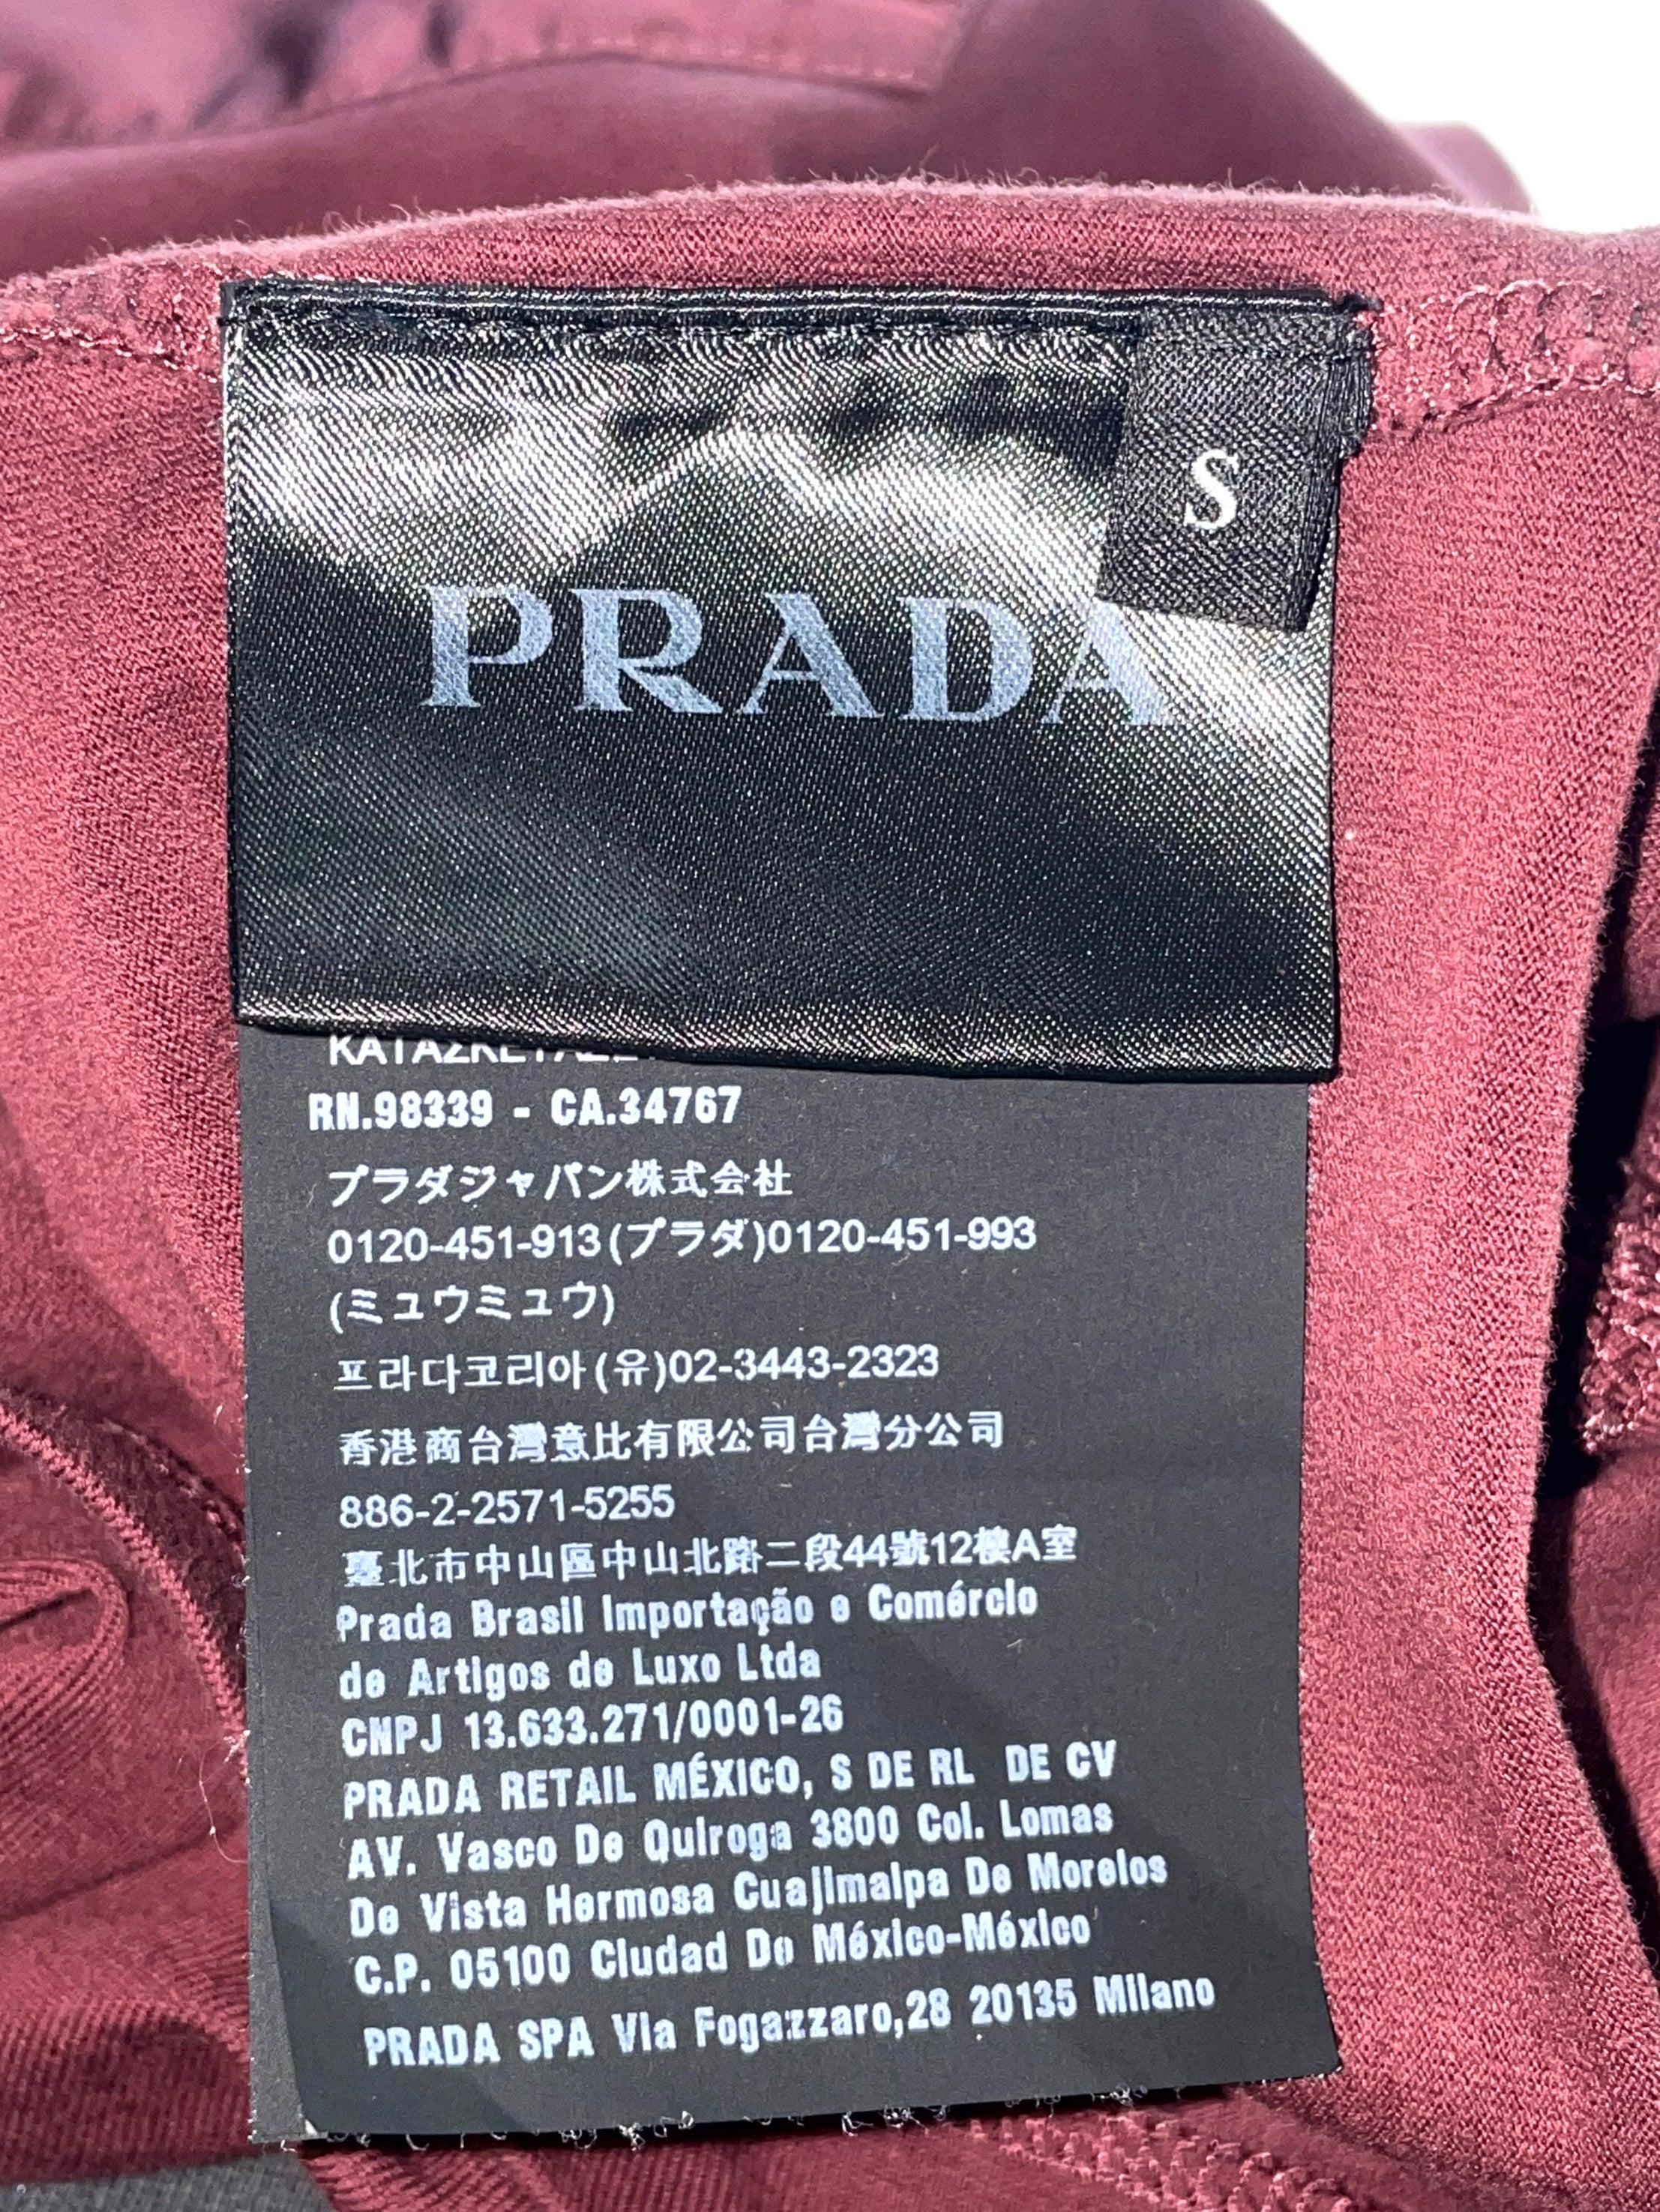 S
PRADA
RN.98339 - CA.34767
プラダジャパン株式会社
0120-451-913(プラダ)0120-451-993
(ミュウミュウ)
프라다코리아(유)02-3443-2323
香港商台灣意比有限公司台灣分公司
886-2-2571-5255
臺北市中山區中山北路二段44號12樓A室
Prada Brasil Importação e Comércio
de Artigos de Luxo Ltda
CNPJ 13.633.271/0001-26
PRADA RETAIL MÉXICO, S DE RL DE CV
AV. Vasco De Quiroga 3800 Col. Lomas
De Vista Hermosa Cuajimalpa De Morelos
C.P. 05100 Ciudad De México-México
PRADA SPA Via Fogazzaro,28 20135 Milano